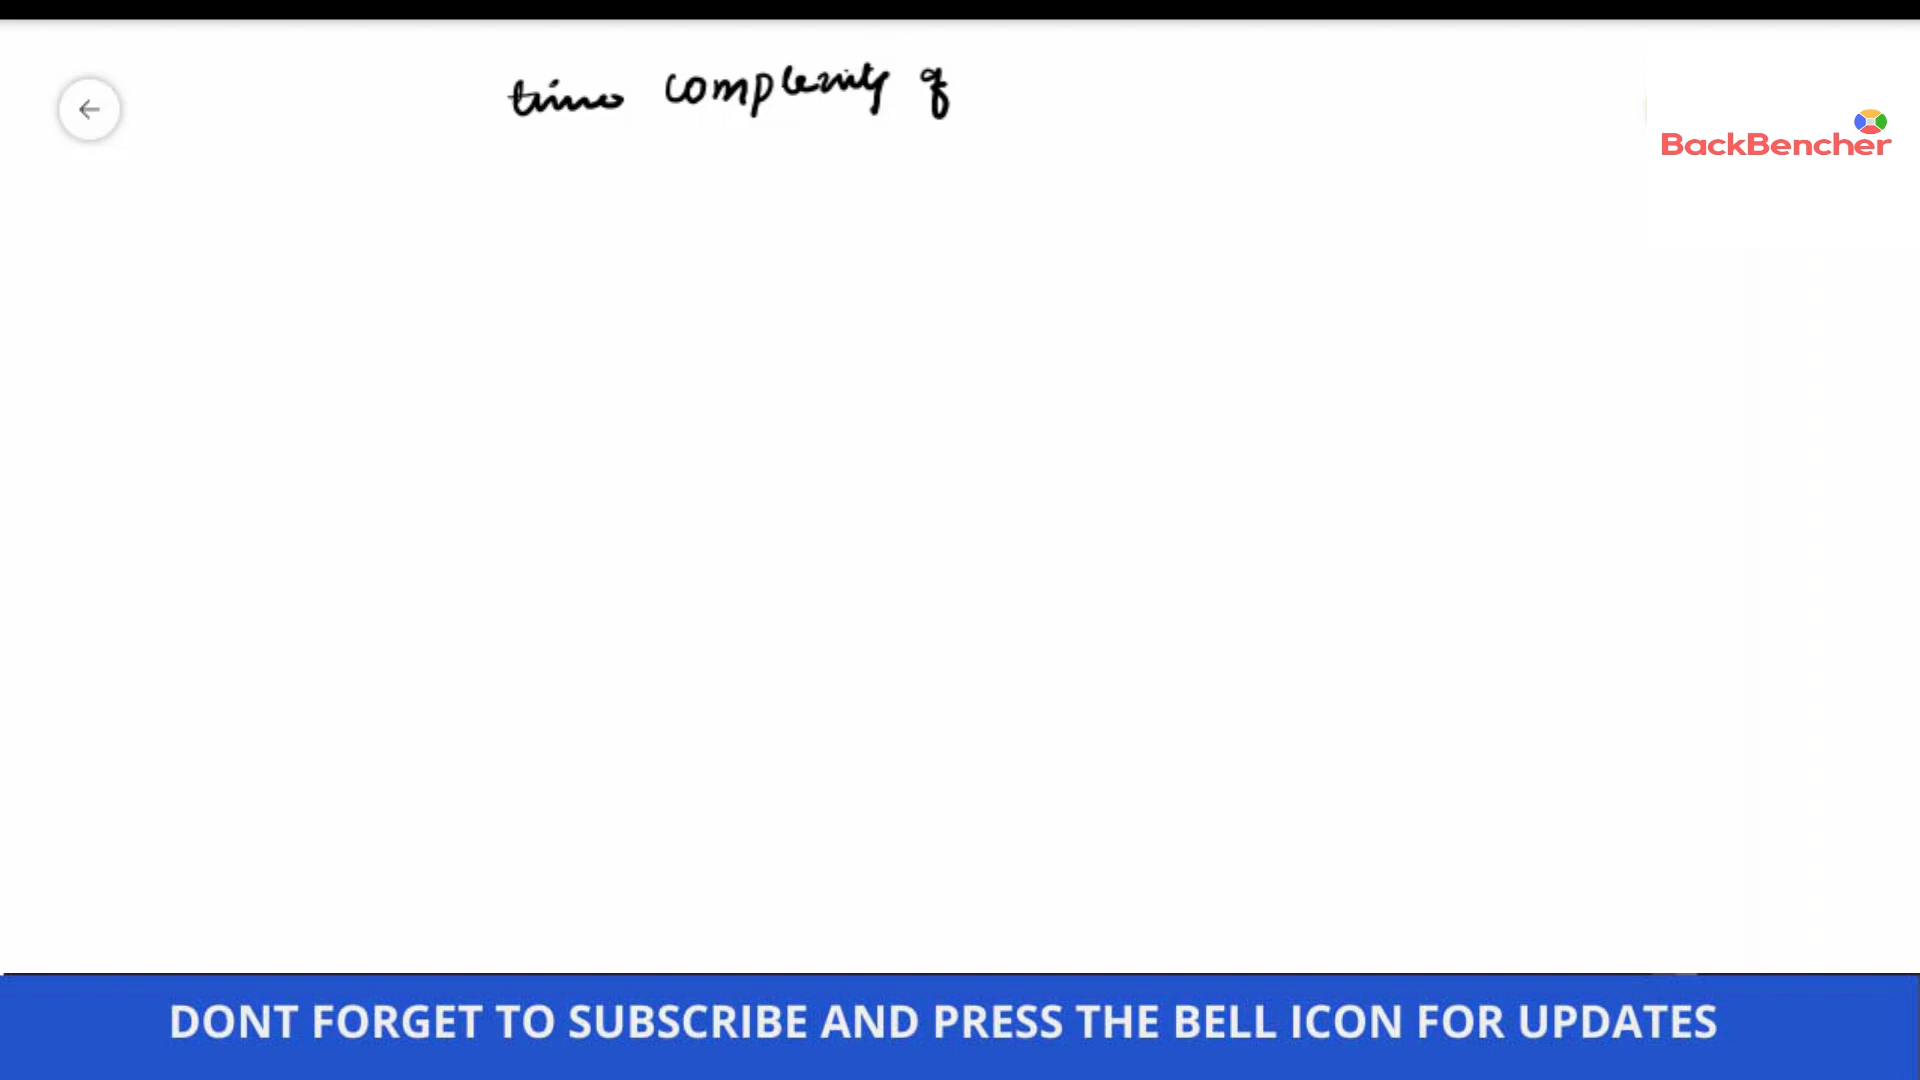 time complexity of
BackBencher
DONT FORGET TO SUBSCRIBE AND PRESS THE BELL ICON FOR UPDATES